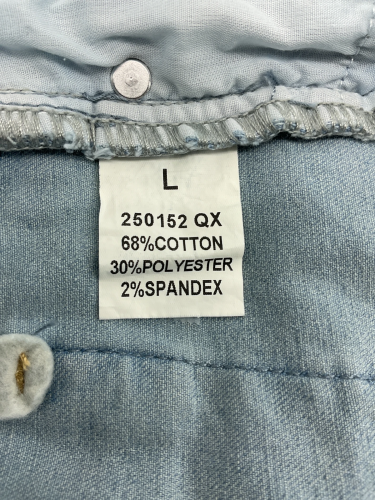 L
250152 QX
68%COTTON
30%POLYESTER
2%SPANDEX